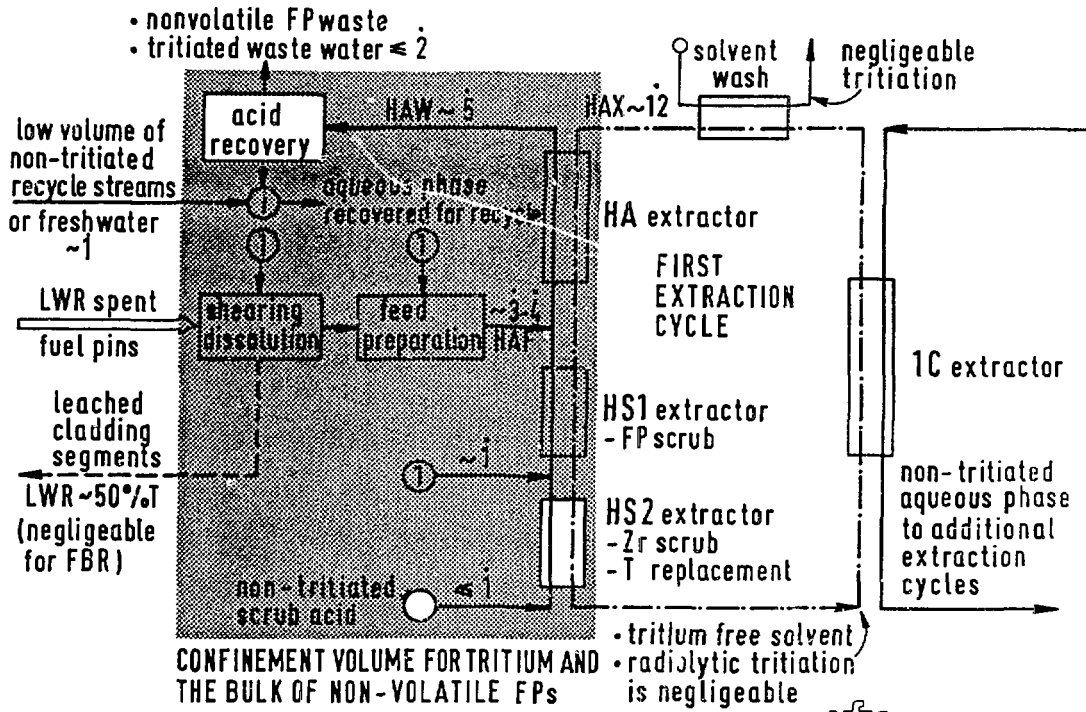 • nonvolatile FP waste
• tritiated waste water ≤ 2
acid
recovery
HAW ~ 5
HAX ~ 12
solvent
wash
negligeable
tritiation
low volume of
non-tritiated
recycle streams
or freshwater
~1
aqueous phase
recovered for recycle
HA extractor
FIRST
EXTRACTION
CYCLE
LWR spent
fuel pins
shearing
dissolution
feed
preparation
~3-4
HAF
1C extractor
leached
cladding
segments
LWR ~50% T
(negligeable
for FBR)
HS1 extractor
- FP scrub
T
~1
HS2 extractor
- Zr scrub
- T replacement
non-tritiated
scrub acid
≤ 1
non-tritiated
aqueous phase
to additional
extraction
cycles
• tritium free solvent
• radiolytic tritiation
is negligeable
CONFINEMENT VOLUME FOR TRITIUM AND
THE BULK OF NON-VOLATILE FPs